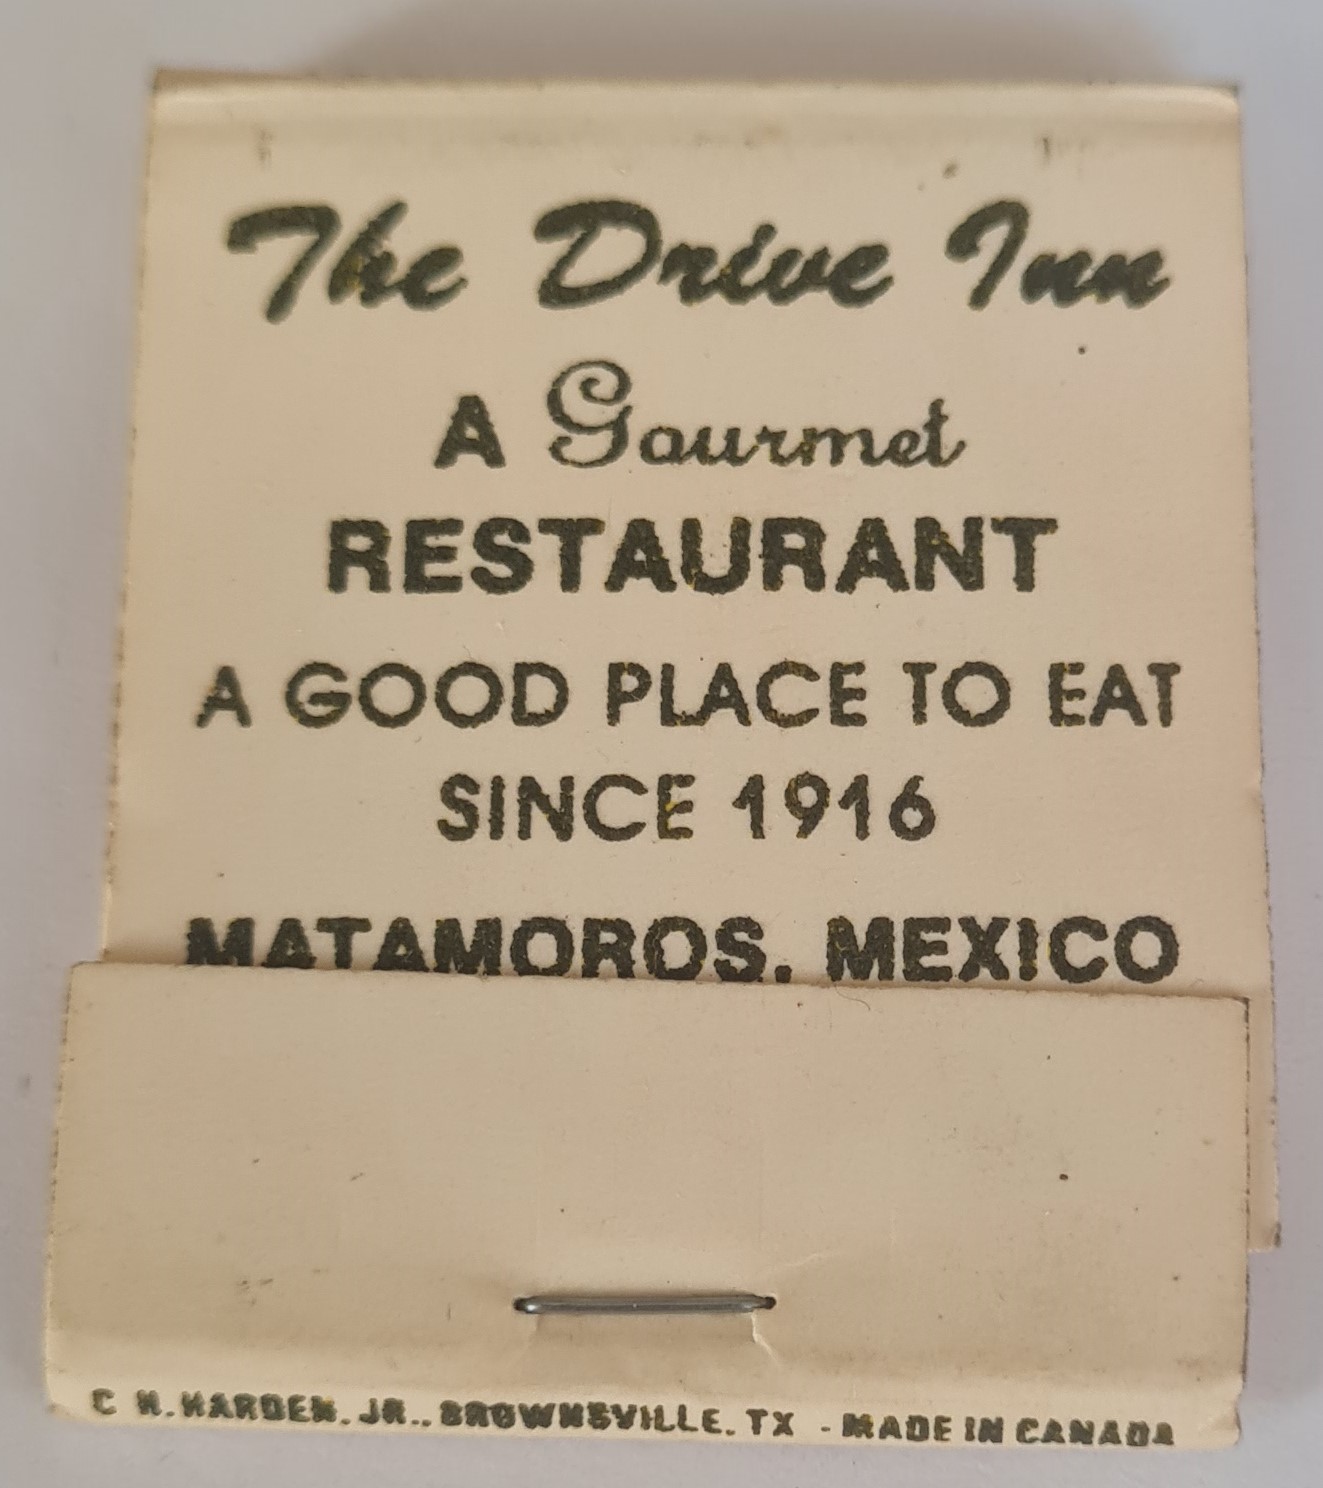 The Drive Inn
A Gourmet
RESTAURANT
A GOOD PLACE TO EAT
SINCE 1916
MATAMOROS, MEXICO
C H. HARDEN, JR., BROWNSVILLE, TX - MADE IN CANADA